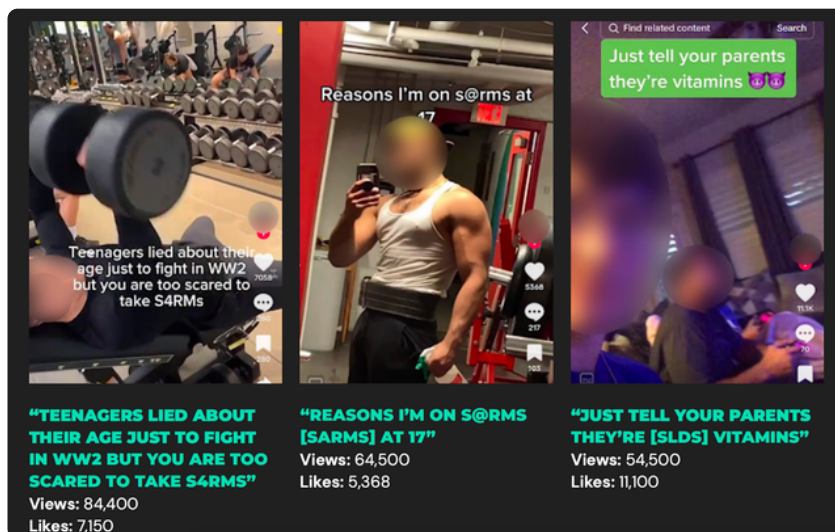 Teenagers lied about their
age just to fight in WW2
but you are too scared to
take S4RMs
7058
280
Reasons I'm on s@rms at
17
5368
217
103
Find related content
Search
Just tell your parents
they're vitamins 😈😈
11.1K
70
“TEENAGERS LIED ABOUT
THEIR AGE JUST TO FIGHT
IN WW2 BUT YOU ARE TOO
SCARED TO TAKE S4RMS”
Views: 84,400
Likes: 7,150
“REASONS I'M ON S@RMS
[SARMS] AT 17”
Views: 64,500
Likes: 5,368
“JUST TELL YOUR PARENTS
THEY'RE [SLDS] VITAMINS”
Views: 54,500
Likes: 11,100